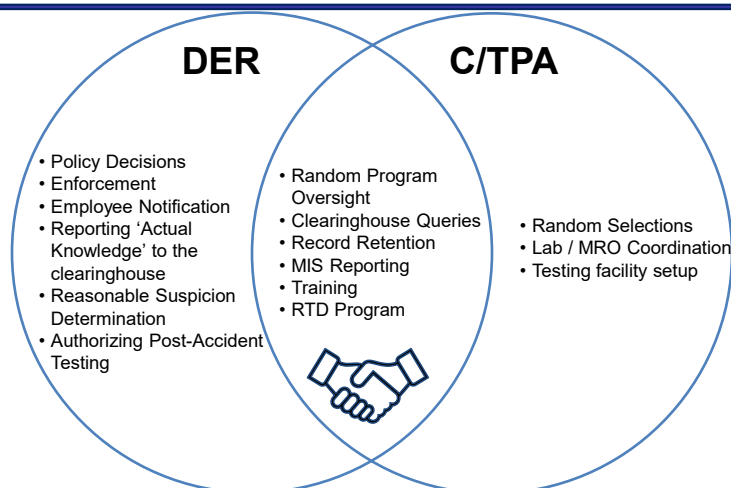 DER
C/TPA
• Policy Decisions
• Enforcement
• Employee Notification
• Reporting ‘Actual
Knowledge’ to the
clearinghouse
• Reasonable Suspicion
Determination
• Authorizing Post-Accident
Testing
• Random Program
Oversight
• Clearinghouse Queries
• Record Retention
• MIS Reporting
• Training
• RTD Program
• Random Selections
• Lab / MRO Coordination
• Testing facility setup